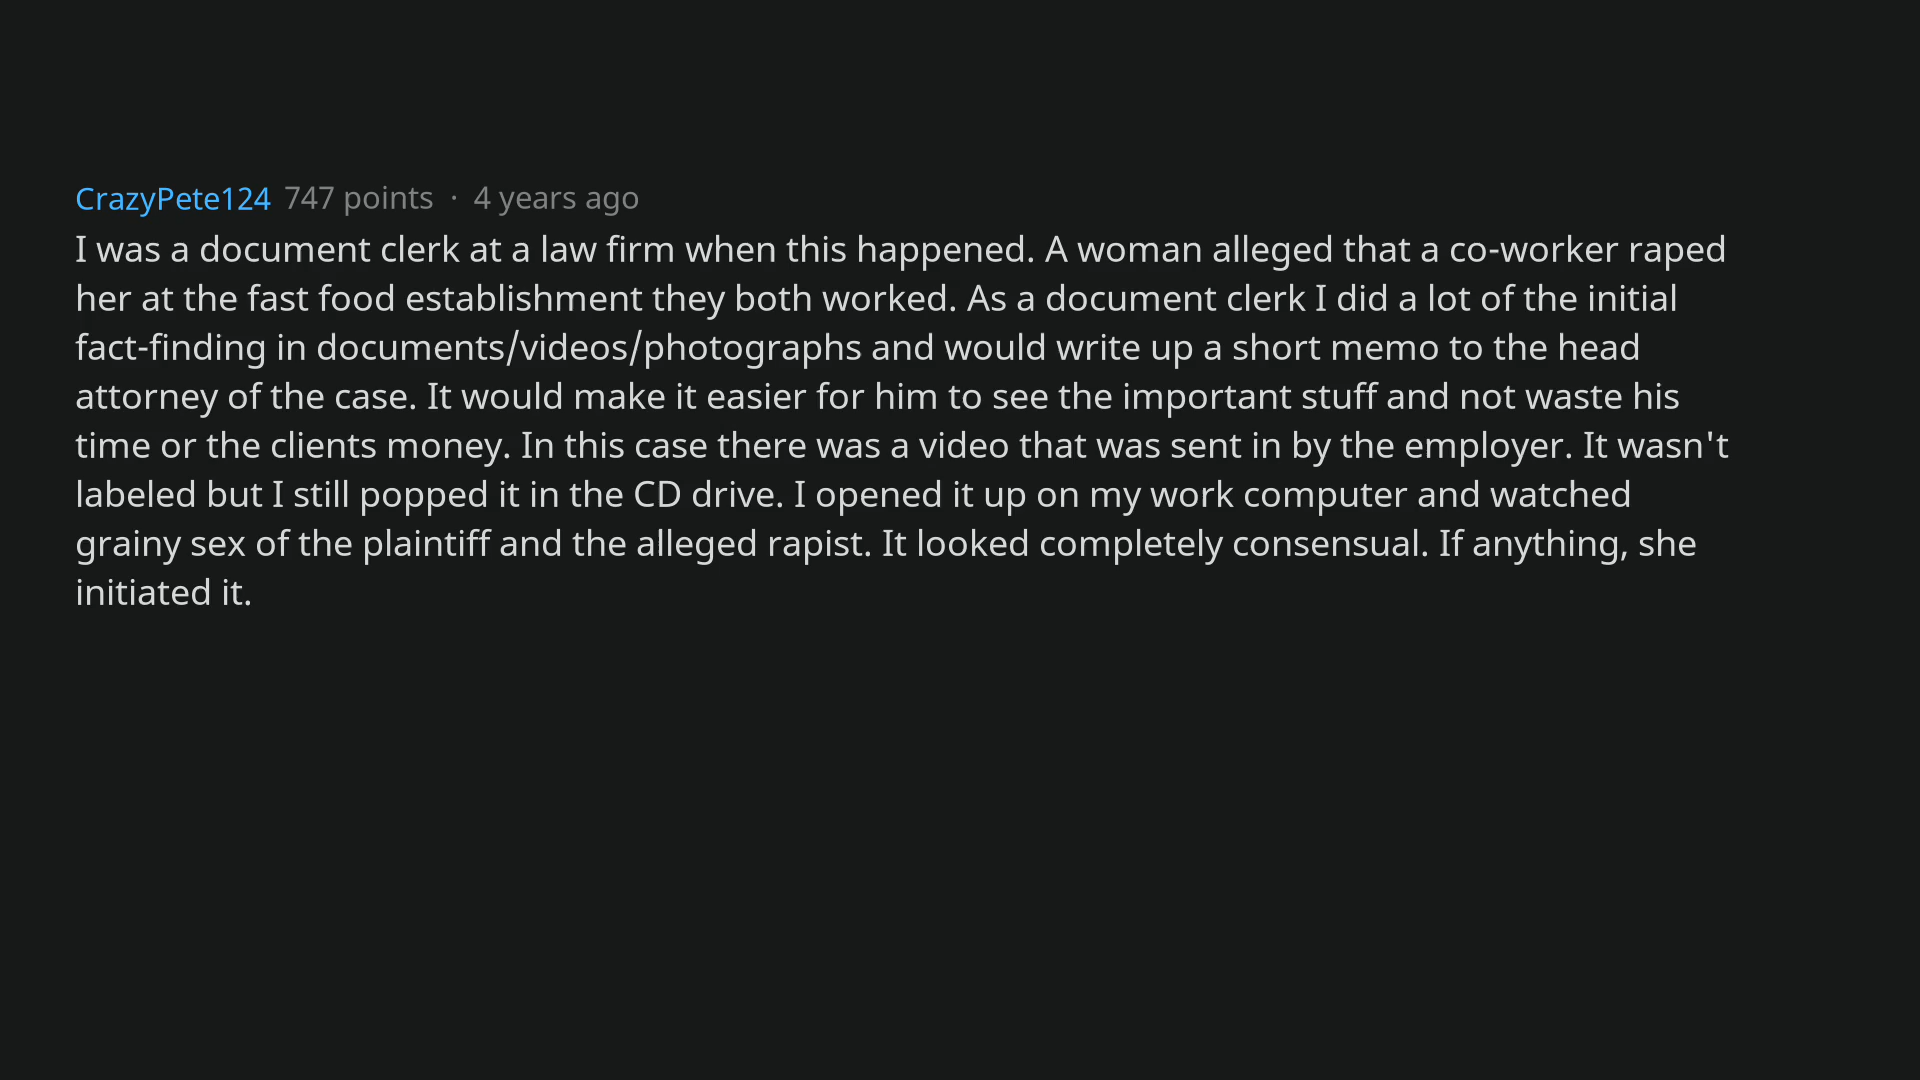 CrazyPete124 747 points · 4 years ago
I was a document clerk at a law firm when this happened. A woman alleged that a co-worker raped
her at the fast food establishment they both worked. As a document clerk I did a lot of the initial
fact-finding in documents/videos/photographs and would write up a short memo to the head
attorney of the case. It would make it easier for him to see the important stuff and not waste his
time or the clients money. In this case there was a video that was sent in by the employer. It wasn't
labeled but I still popped it in the CD drive. I opened it up on my work computer and watched
grainy sex of the plaintiff and the alleged rapist. It looked completely consensual. If anything, she
initiated it.